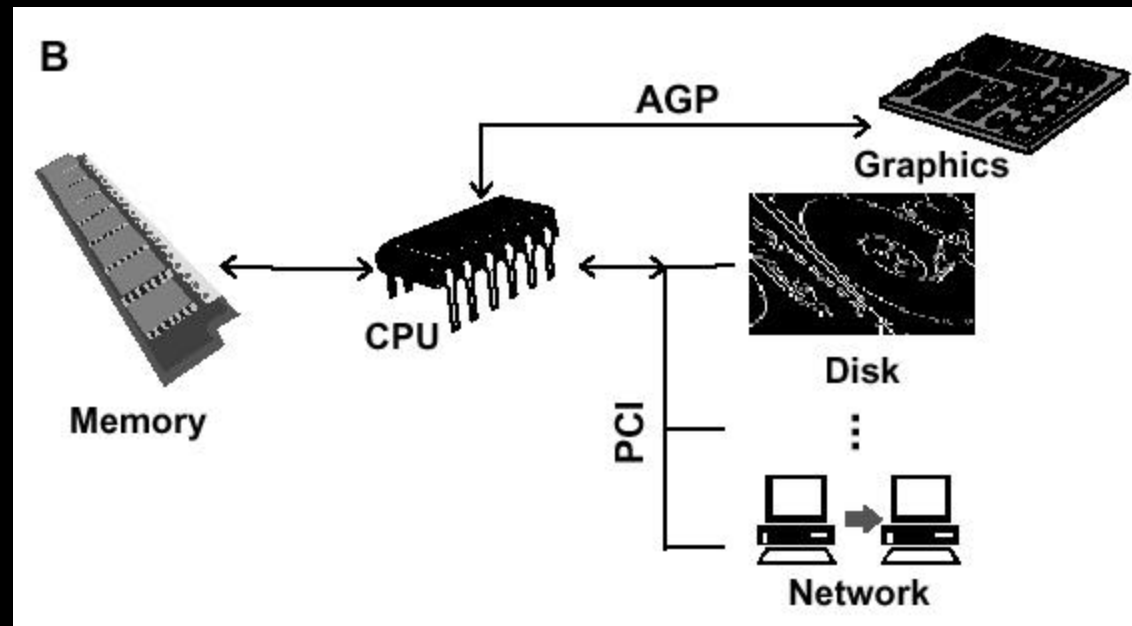 B
AGP
Graphics
CPU
Disk
Memory
PCI
⋮
Network